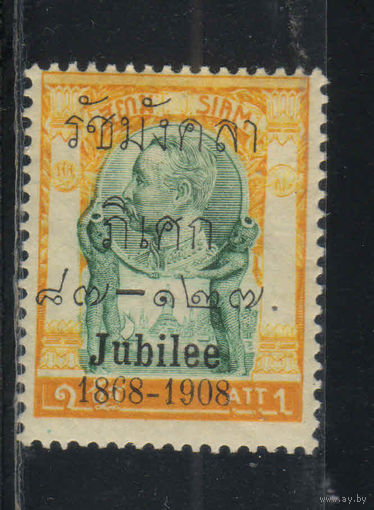 SIAM
รัชมังคลา
ภิเศก
๘๗-๑๒๗
Jubilee
1868-1908
ATT 1
www.ay.by